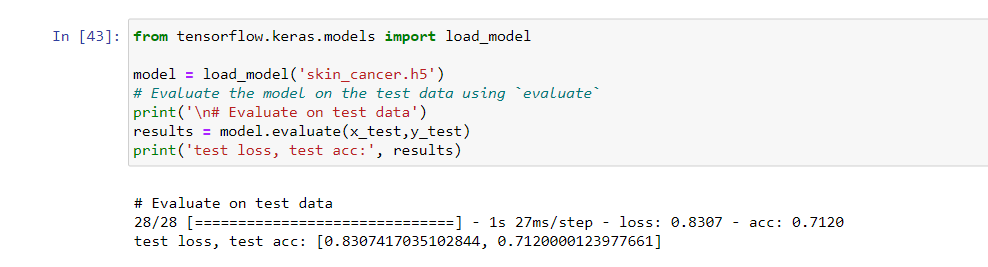 In [43]: from tensorflow.keras.models import load_model
model = load_model('skin_cancer.h5')
# Evaluate the model on the test data using `evaluate`
print('\n# Evaluate on test data')
results = model.evaluate(x_test,y_test)
print('test loss, test acc:', results)
# Evaluate on test data
28/28 [==============================] - 1s 27ms/step - loss: 0.8307 - acc: 0.7120
test loss, test acc: [0.8307417035102844, 0.7120000123977661]